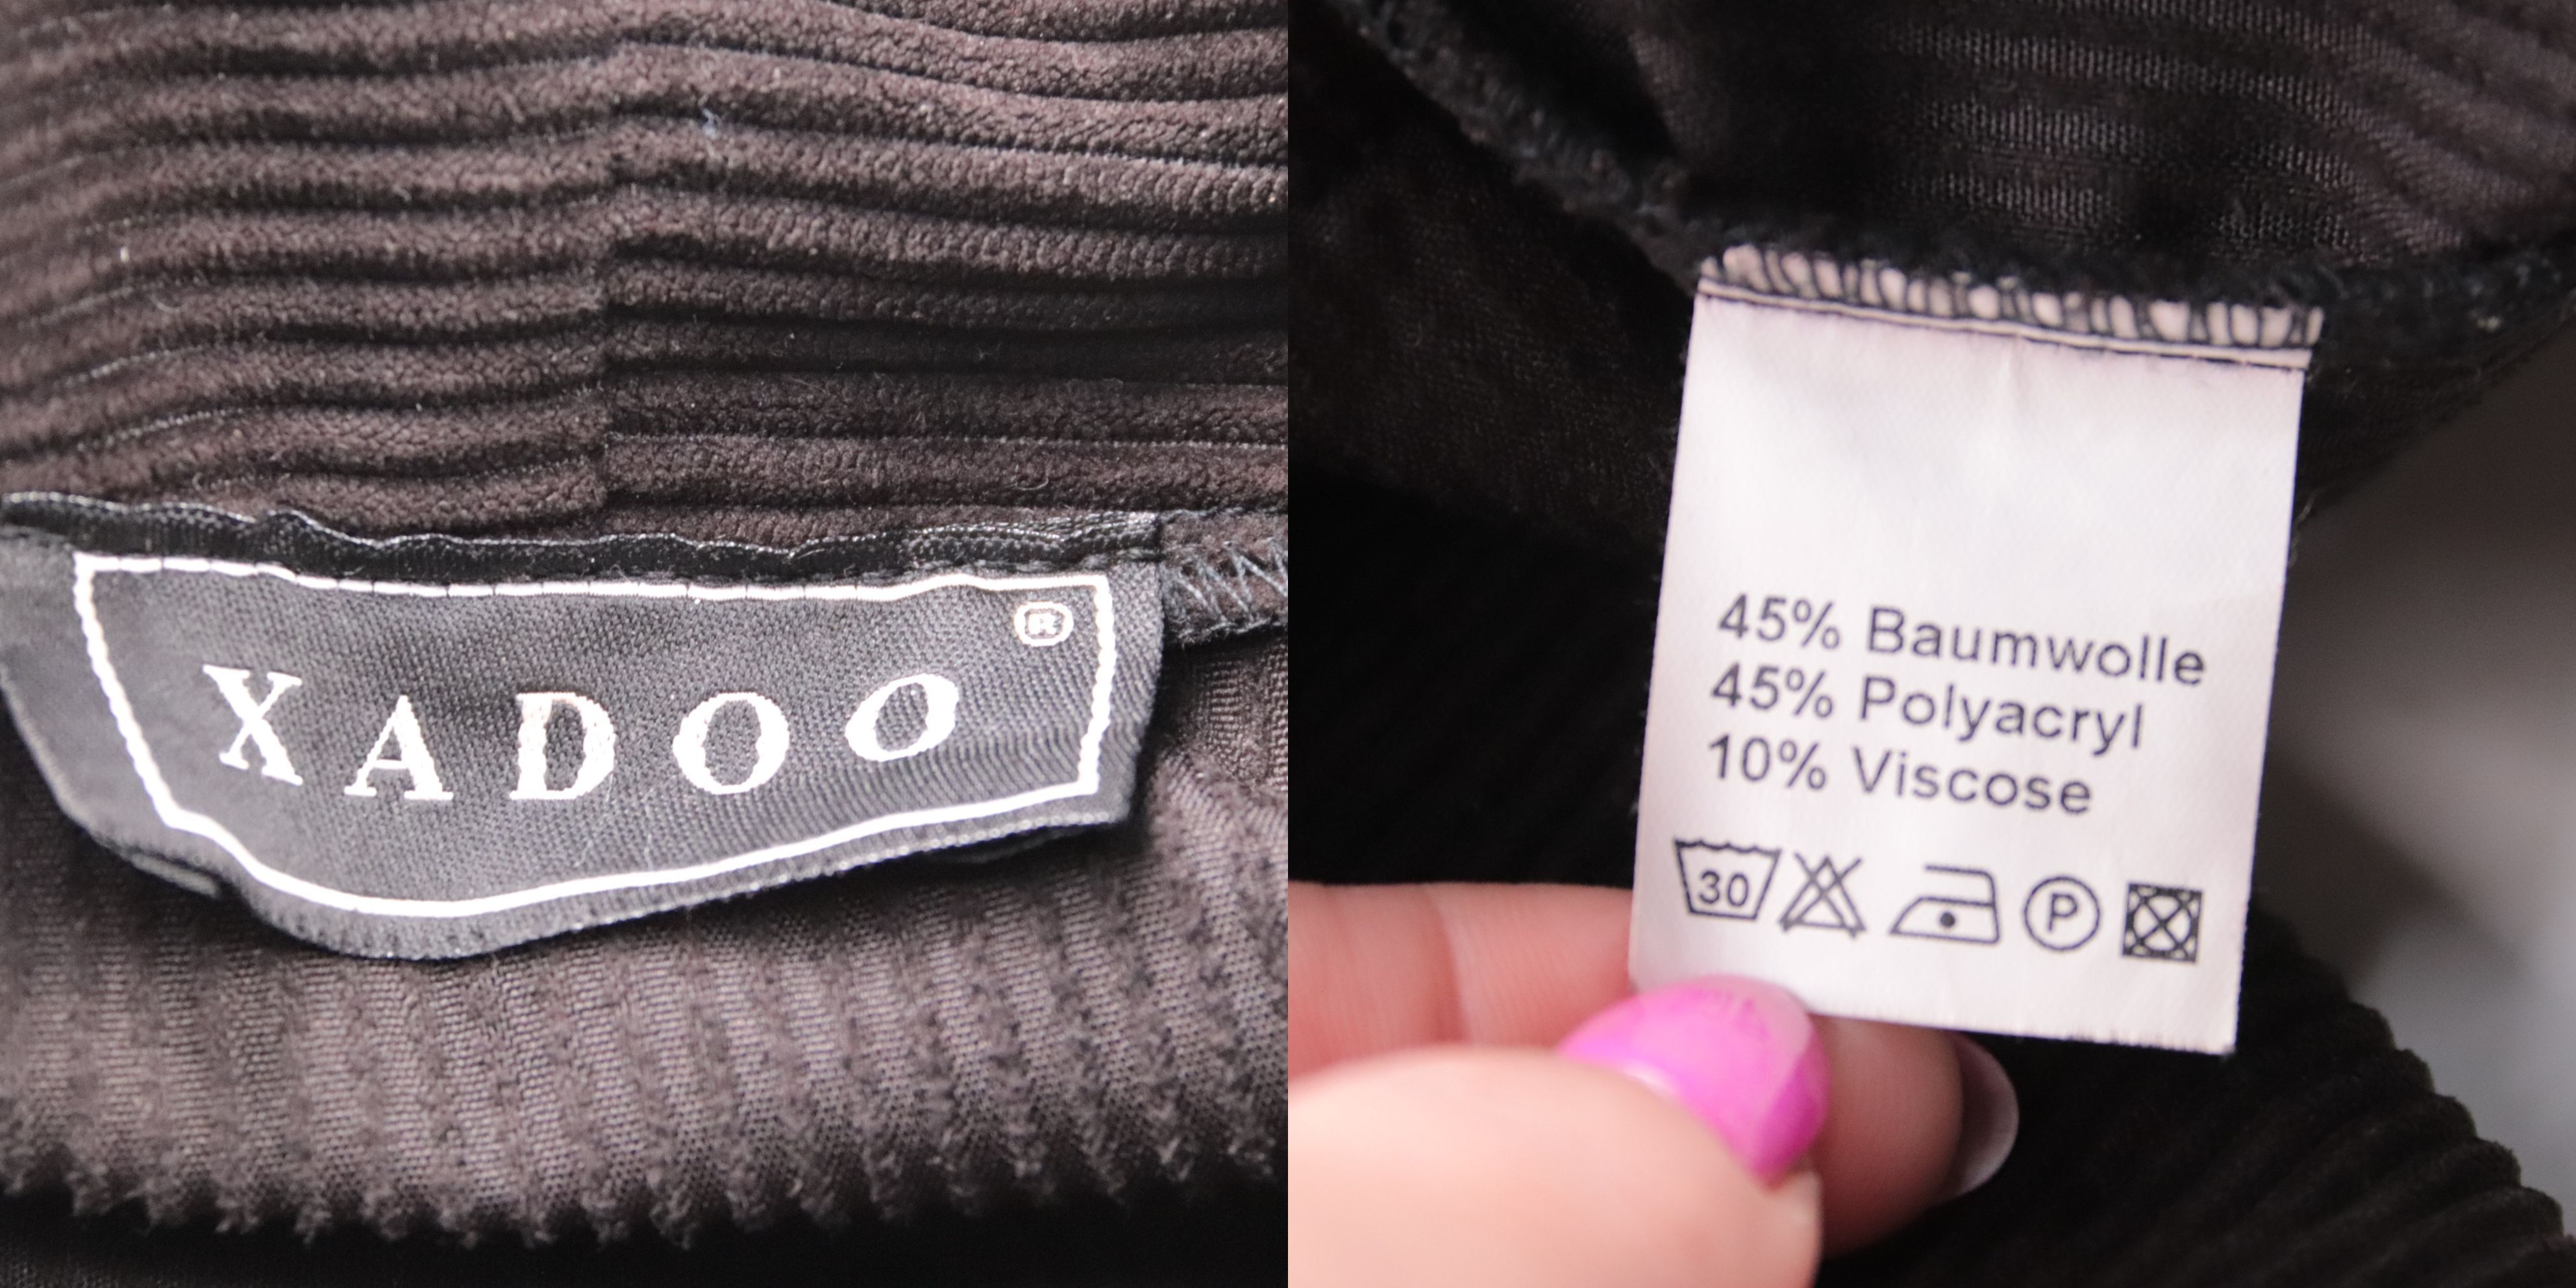 XADOO
®
45% Baumwolle
45% Polyacryl
10% Viscose
30 P